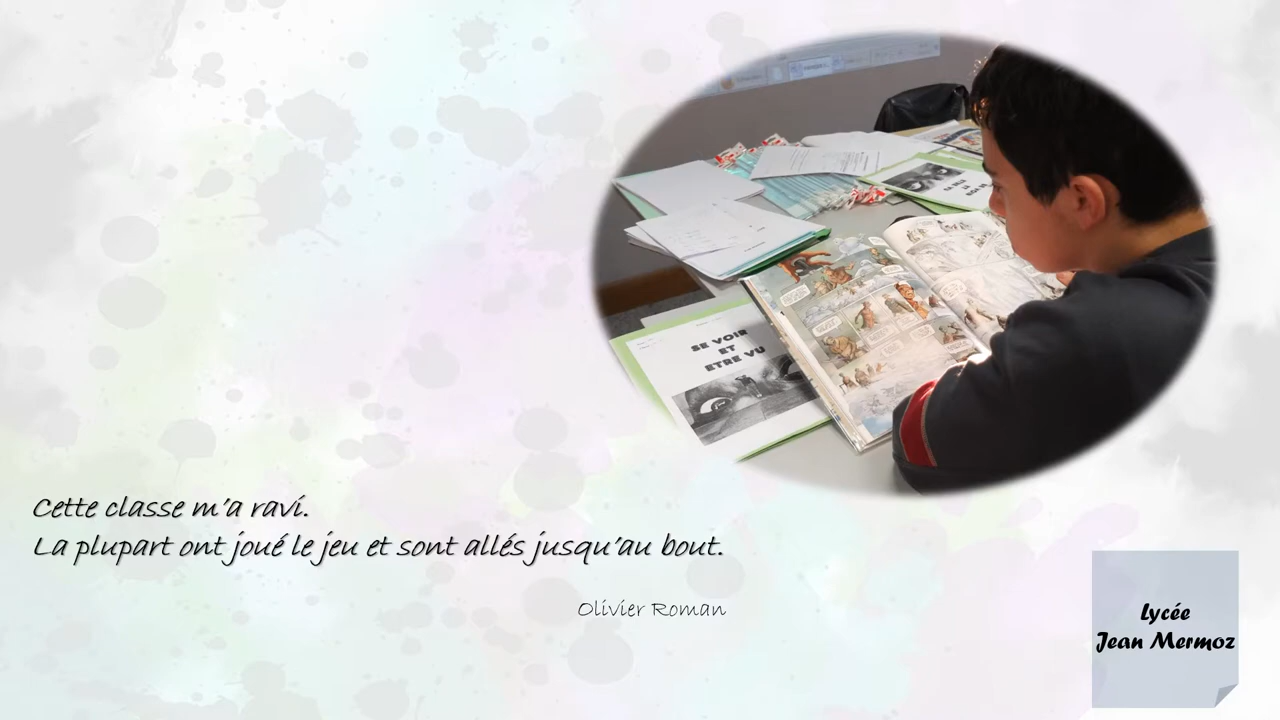 SE VOIR
ET
ETRE VU
Cette classe m'a ravi.
La plupart ont joué le jeu et sont allés jusqu'au bout.
Olivier Roman
Lycée
Jean Mermoz